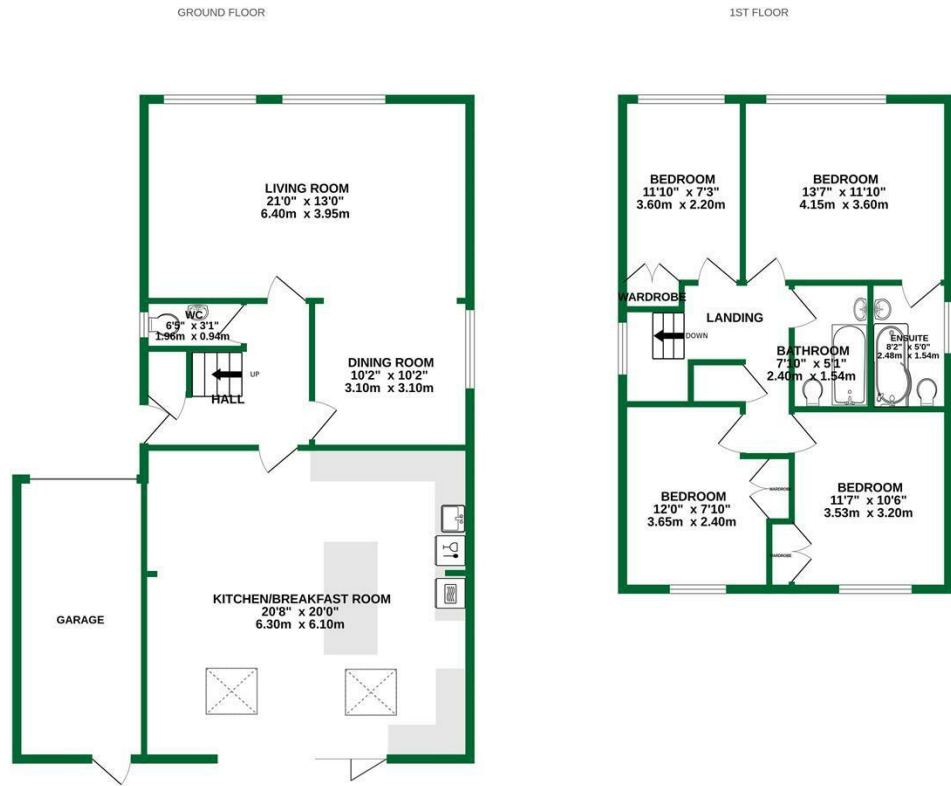 GROUND FLOOR
LIVING ROOM
21'0" x 13'0"
6.40m x 3.95m
WC
6'5" x 3'1"
1.96m x 0.94m
DINING ROOM
10'2" x 10'2"
3.10m x 3.10m
UP
HALL
KITCHEN/BREAKFAST ROOM
20'8" x 20'0"
6.30m x 6.10m
GARAGE
1ST FLOOR
BEDROOM
11'10" x 7'3"
3.60m x 2.20m
BEDROOM
13'7" x 11'10"
4.15m x 3.60m
WARDROBE
LANDING
DOWN
BATHROOM
7'10" x 5'1"
2.40m x 1.54m
ENSUITE
8'2" x 5'0"
2.48m x 1.54m
BEDROOM
12'0" x 7'10"
3.65m x 2.40m
WARDROBE
WARDROBE
BEDROOM
11'7" x 10'6"
3.53m x 3.20m